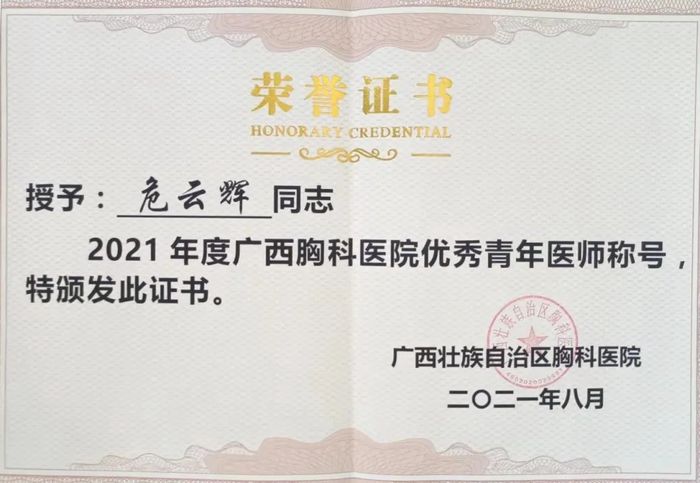 荣誉证书
HONORARY CREDENTIAL
授予：危云辉 同志
2021年度广西胸科医院优秀青年医师称号，
特颁发此证书。
广西壮族自治区胸科医院
二〇二一年八月